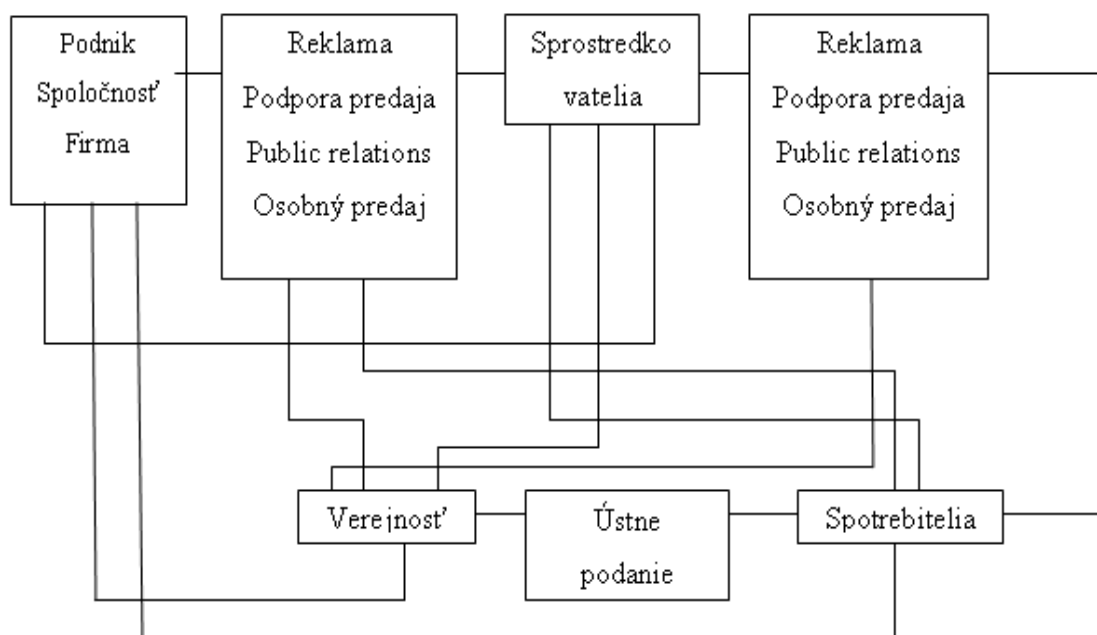 Podnik
Spoločnosť
Firma
Reklama
Podpora predaja
Public relations
Osobný predaj
Sprostredko
vatelia
Reklama
Podpora predaja
Public relations
Osobný predaj
Verejnosť
Ústne
podanie
Spotrebitelia